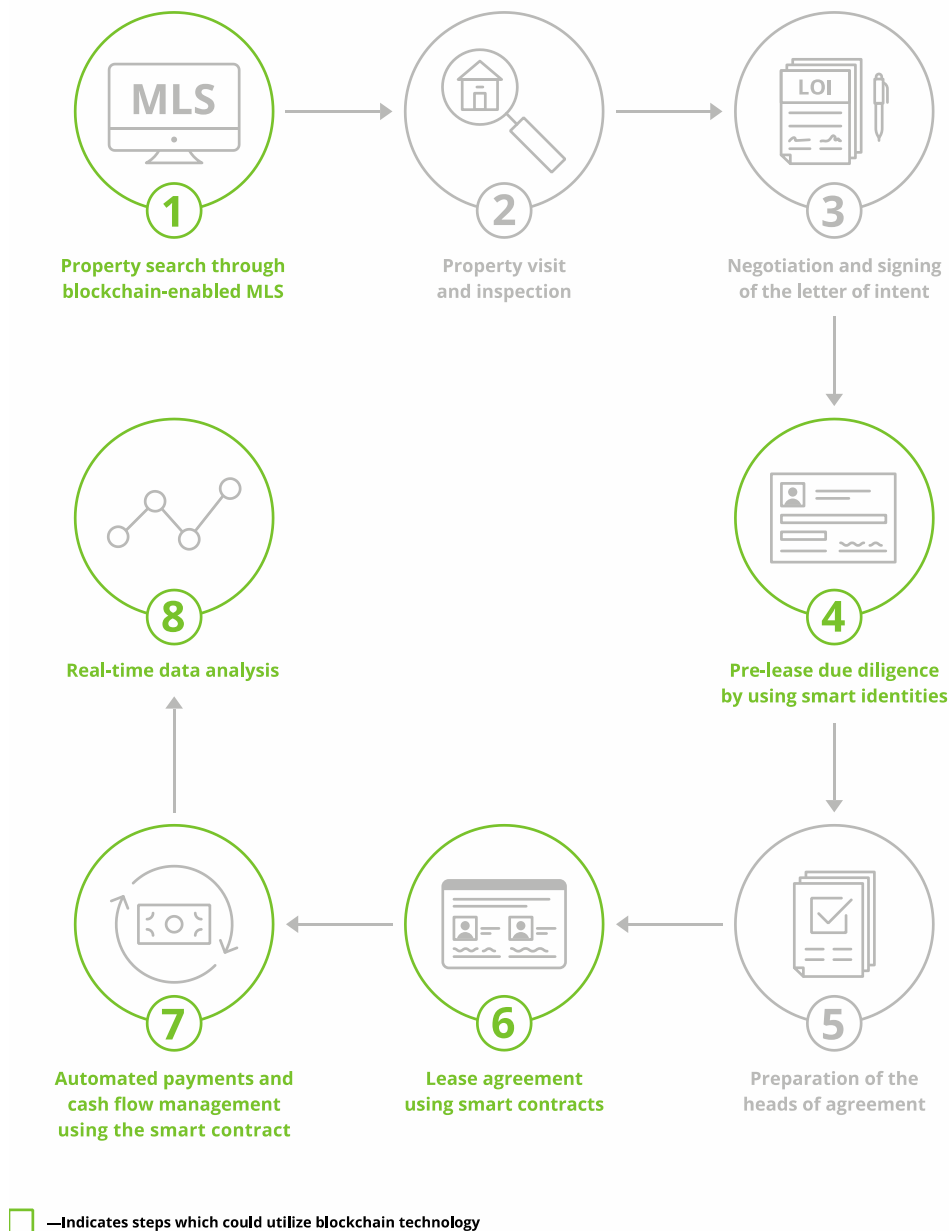 MLS
1
Property search through
blockchain-enabled MLS
2
Property visit
and inspection
LOI
3
Negotiation and signing
of the letter of intent
4
Pre-lease due diligence
by using smart identities
5
Preparation of the
heads of agreement
6
Lease agreement
using smart contracts
7
Automated payments and
cash flow management
using the smart contract
8
Real-time data analysis
—Indicates steps which could utilize blockchain technology